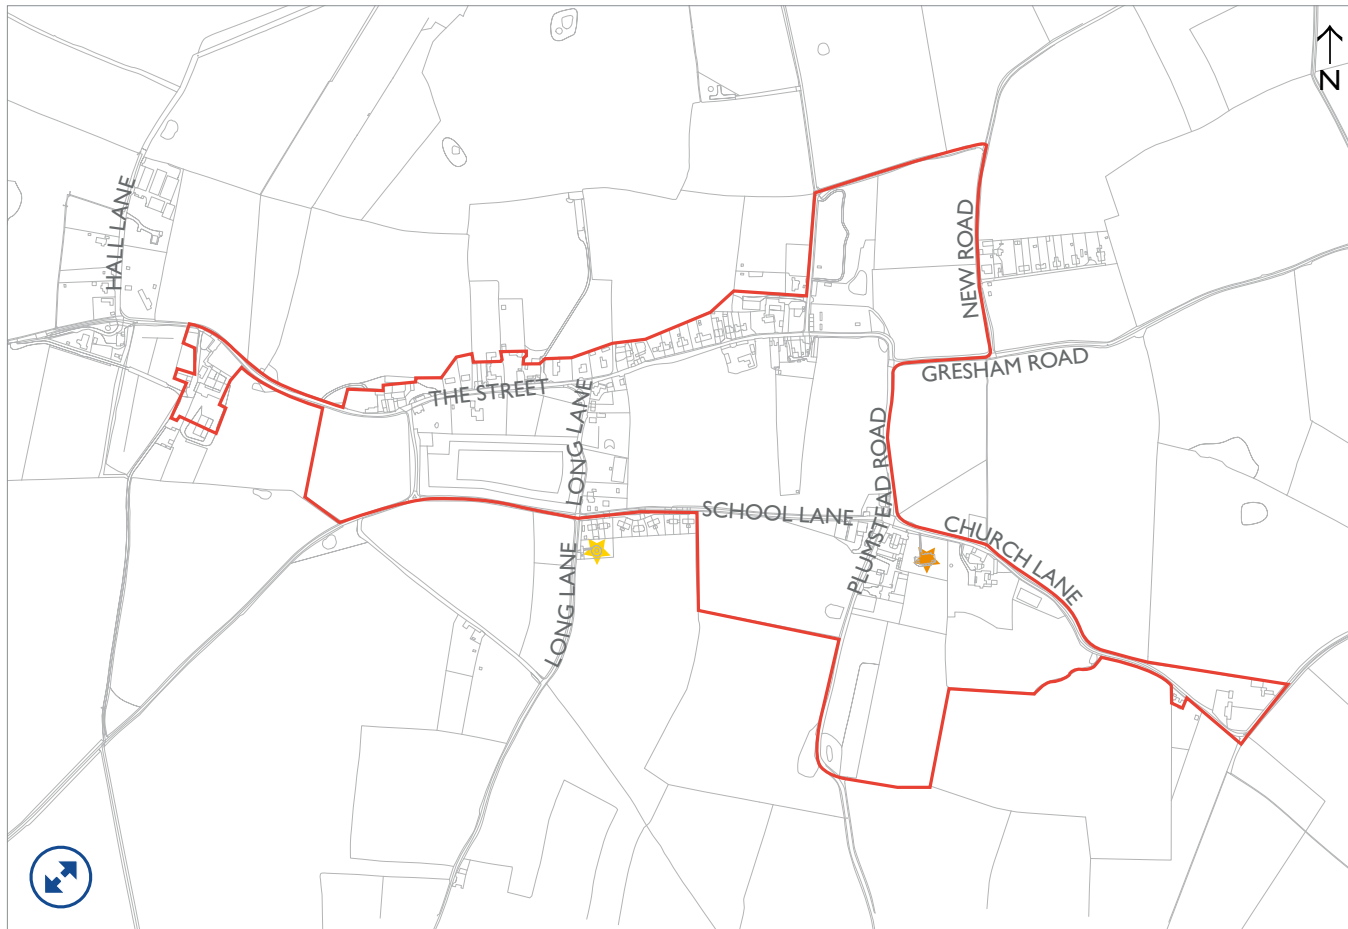 N
HALL LANE
NEW ROAD
GRESHAM ROAD
THE STREET
LONG LANE
PLUMSTEAD ROAD
SCHOOL LANE
CHURCH LANE
LONG LANE